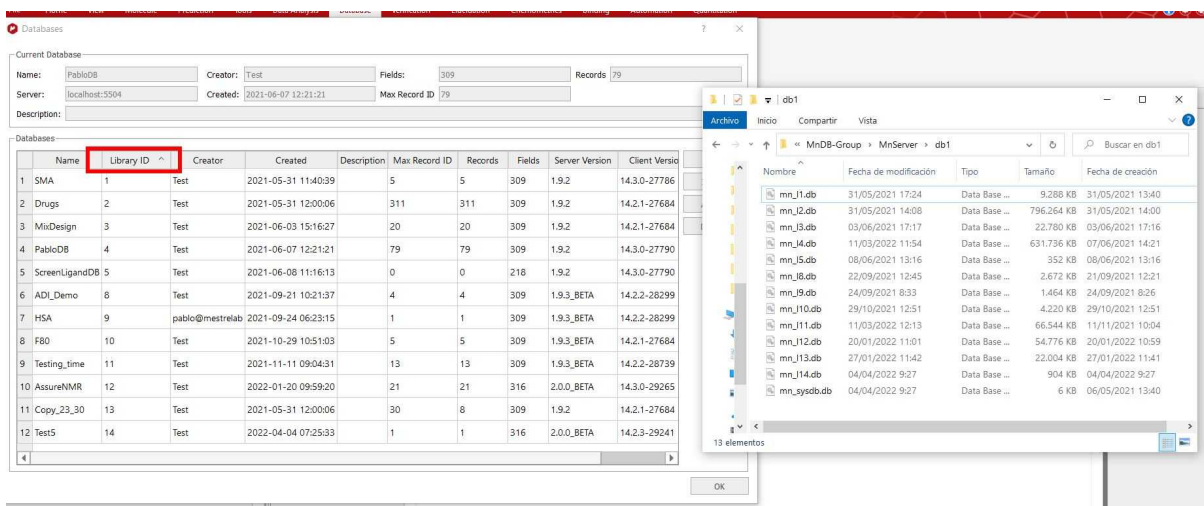 Home View Molecule Prediction Tools Data Analysis Database Verification Elucidation Chemometrics Binding Automation Quantitation
Databases ? ×
Current Database
Name: PabloDB Creator: Test Fields: 309 Records 79
Server: localhost:5504 Created: 2021-06-07 12:21:21 Max Record ID 79
Description:
Databases
Name Library ID Creator Created Description Max Record ID Records Fields Server Version Client Versio
1 SMA 1 Test 2021-05-31 11:40:39 5 5 309 1.9.2 14.3.0-27786
2 Drugs 2 Test 2021-05-31 12:00:06 311 311 309 1.9.2 14.2.1-27684
3 MixDesign 3 Test 2021-06-03 15:16:27 20 20 309 1.9.2 14.2.1-27684
4 PabloDB 4 Test 2021-06-07 12:21:21 79 79 309 1.9.2 14.3.0-27790
5 ScreenLigandDB 5 Test 2021-06-08 11:16:13 0 0 218 1.9.2 14.3.0-27790
6 ADI_Demo 8 Test 2021-09-21 10:21:37 4 4 309 1.9.3_BETA 14.2.2-28299
7 HSA 9 pablo@mestrelab 2021-09-24 06:23:15 1 1 309 1.9.3_BETA 14.2.2-28299
8 F80 10 Test 2021-10-29 10:51:03 5 5 309 1.9.3_BETA 14.2.1-27684
9 Testing_time 11 Test 2021-11-11 09:04:31 13 13 309 1.9.3_BETA 14.2.2-28739
10 AssureNMR 12 Test 2022-01-20 09:59:20 21 21 316 2.0.0_BETA 14.3.0-29265
11 Copy_23_30 13 Test 2021-05-31 12:00:06 30 8 309 1.9.2 14.2.1-27684
12 Test5 14 Test 2022-04-04 07:25:33 1 1 316 2.0.0_BETA 14.2.3-29241
OK
db1
Archivo Inicio Compartir Vista
« MnDB-Group > MnServer > db1 Buscar en db1
Nombre Fecha de modificación Tipo Tamaño Fecha de creación
mn_l1.db 31/05/2021 17:24 Data Base ... 9.288 KB 31/05/2021 13:40
mn_l2.db 31/05/2021 14:08 Data Base ... 796.264 KB 31/05/2021 14:00
mn_l3.db 03/06/2021 17:17 Data Base ... 22.780 KB 03/06/2021 17:16
mn_l4.db 11/03/2022 11:54 Data Base ... 631.736 KB 07/06/2021 14:21
mn_l5.db 08/06/2021 13:16 Data Base ... 352 KB 08/06/2021 13:16
mn_l8.db 22/09/2021 12:45 Data Base ... 2.672 KB 21/09/2021 12:21
mn_l9.db 24/09/2021 8:33 Data Base ... 1.464 KB 24/09/2021 8:26
mn_l10.db 29/10/2021 12:51 Data Base ... 4.220 KB 29/10/2021 12:51
mn_l11.db 11/03/2022 12:13 Data Base ... 66.544 KB 11/11/2021 10:04
mn_l12.db 20/01/2022 11:01 Data Base ... 54.776 KB 20/01/2022 10:59
mn_l13.db 27/01/2022 11:42 Data Base ... 22.004 KB 27/01/2022 11:41
mn_l14.db 04/04/2022 9:27 Data Base ... 904 KB 04/04/2022 9:27
mn_sysdb.db 04/04/2022 9:27 Data Base ... 6 KB 06/05/2021 13:40
13 elementos